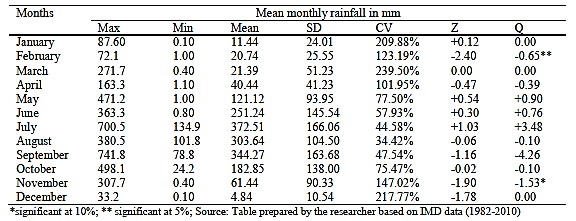 Months Mean monthly rainfall in mm
Max Min Mean SD CV Z Q
January 87.60 0.10 11.44 24.01 209.88% +0.12 0.00
February 72.1 1.00 20.74 25.55 123.19% -2.40 -0.65**
March 271.7 0.40 21.39 51.23 239.50% 0.00 0.00
April 163.3 1.10 40.44 41.23 101.95% -0.47 -0.39
May 471.2 1.00 121.12 93.95 77.50% +0.54 +0.90
June 363.3 0.80 251.24 145.54 57.93% +0.30 +0.76
July 700.5 134.9 372.51 166.06 44.58% +1.03 +3.48
August 380.5 101.8 303.64 104.50 34.42% -0.06 -0.10
September 741.8 78.8 344.27 163.68 47.54% -1.16 -4.26
October 498.1 24.2 182.85 138.00 75.47% -0.02 -0.10
November 307.7 0.40 61.44 90.33 147.02% -1.90 -1.53*
December 33.2 0.10 4.84 10.54 217.77% -1.78 0.00
*significant at 10%; ** significant at 5%; Source: Table prepared by the researcher based on IMD data (1982-2010)